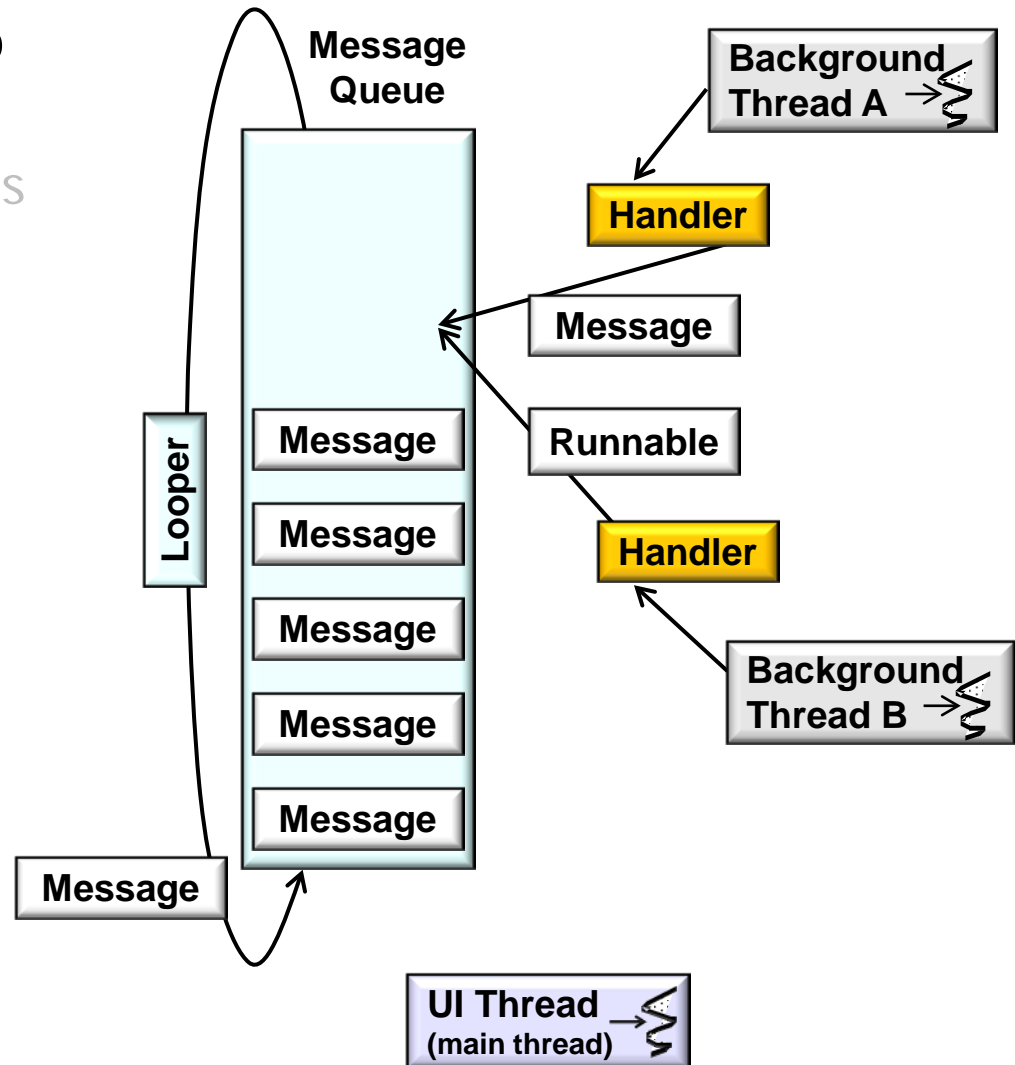 Message
Queue
Background
Thread A
s
Handler
Message
Message
Runnable
Looper
Message
Handler
Message
Background
Thread B
Message
Message
Message
UI Thread
(main thread)